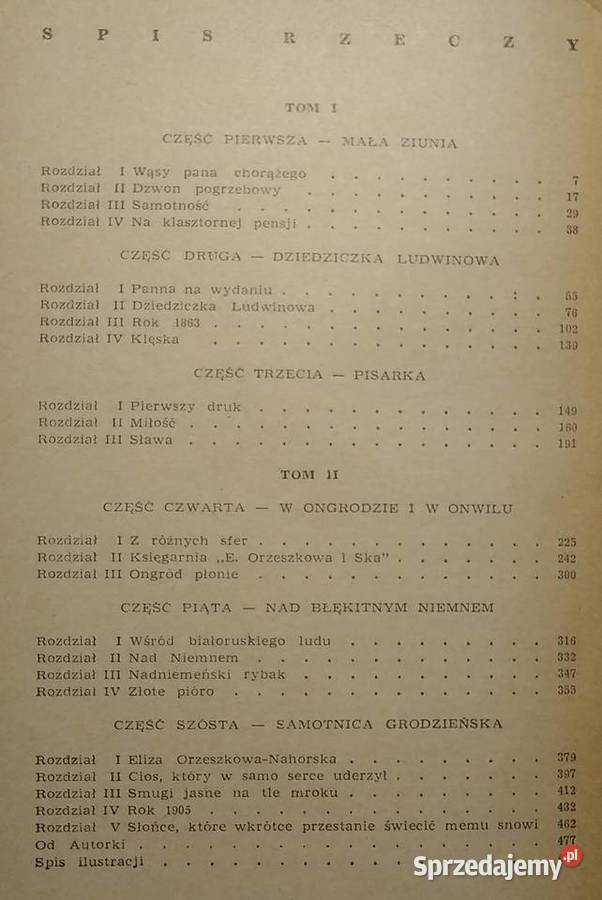 SPIS RZECZY
TOM I
CZĘŚĆ PIERWSZA — MAŁA ZIUNIA
Rozdział I Wąsy pana chorążego . . . . . . . . . . 7
Rozdział II Dzwon pogrzebowy . . . . . . . . . . 17
Rozdział III Samotność . . . . . . . . . . . . 29
Rozdział IV Na klasztornej pensji . . . . . . . . . . 38
CZĘŚĆ DRUGA — DZIEDZICZKA LUDWINOWA
Rozdział I Panna na wydaniu . . . . . . . . . . 55
Rozdział II Dziedziczka Ludwinowa . . . . . . . . . 76
Rozdział III Rok 1863 . . . . . . . . . . . . 102
Rozdział IV Klęska . . . . . . . . . . . . 139
CZĘŚĆ TRZECIA — PISARKA
Rozdział I Pierwszy druk . . . . . . . . . . . 149
Rozdział II Miłość . . . . . . . . . . . . . 160
Rozdział III Sława . . . . . . . . . . . . . 191
TOM II
CZĘŚĆ CZWARTA — W ONGRODZIE I W ONWILU
Rozdział I Z różnych sfer . . . . . . . . . . . 225
Rozdział II Księgarnia „E. Orzeszkowa i Ska” . . . . . . 242
Rozdział III Ongród płonie . . . . . . . . . . . 300
CZĘŚĆ PIĄTA — NAD BŁĘKITNYM NIEMNEM
Rozdział I Wśród białoruskiego ludu . . . . . . . . 316
Rozdział II Nad Niemnem . . . . . . . . . . . 332
Rozdział III Nadniemeński rybak . . . . . . . . . 347
Rozdział IV Złote pióro . . . . . . . . . . . 355
CZĘŚĆ SZÓSTA — SAMOTNICA GRODZIEŃSKA
Rozdział I Eliza Orzeszkowa-Nahorska . . . . . . . . 379
Rozdział II Cios, który w samo serce uderzył . . . . . . 397
Rozdział III Smugi jasne na tle mroku . . . . . . . . 412
Rozdział IV Rok 1905 . . . . . . . . . . . . 432
Rozdział V Słońce, które wkrótce przestanie świecić memu snowi 462
Od Autorki . . . . . . . . . . . . . . . 477
Spis ilustracji . . . . . . . . . . . . . .
Sprzedajemy.pl